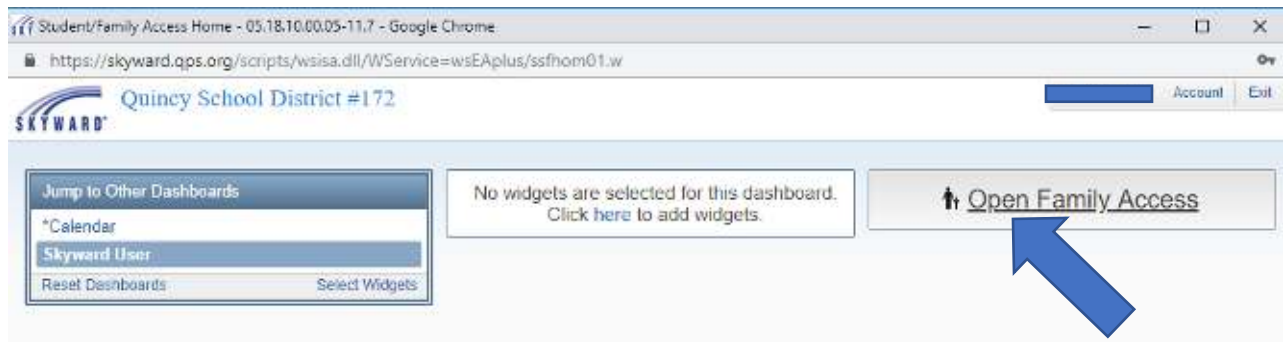 Student/Family Access Home - 05.18.10.00.05-11.7 - Google Chrome
https://skyward.qps.org/scripts/wsisa.dll/WService=wsEAplus/ssfhom01.w
SKYWARD
Quincy School District #172
Account Exit
Jump to Other Dashboards
*Calendar
Skyward User
Reset Dashboards Select Widgets
No widgets are selected for this dashboard.
Click here to add widgets.
Open Family Access